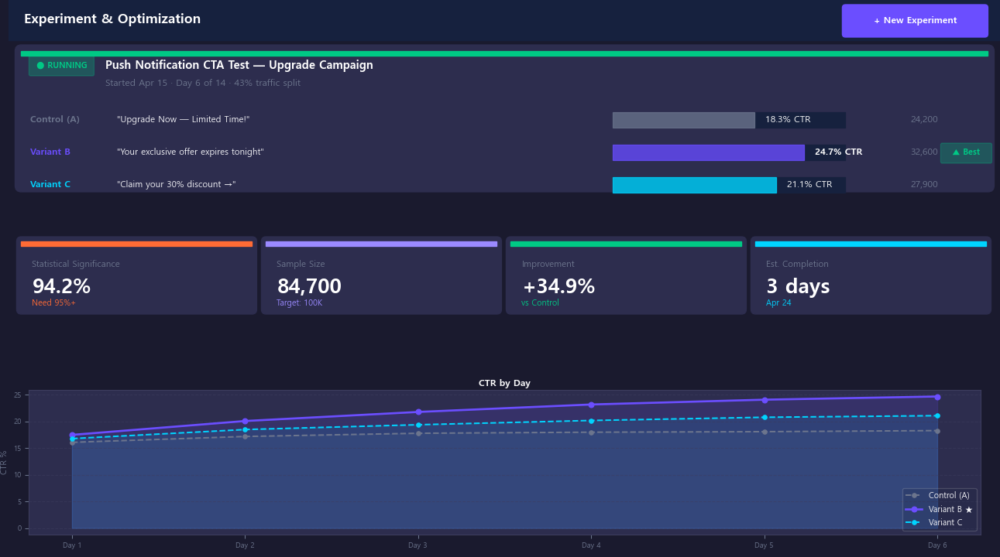 Experiment & Optimization
+ New Experiment
● RUNNING
Push Notification CTA Test — Upgrade Campaign
Started Apr 15 · Day 6 of 14 · 43% traffic split
Control (A) "Upgrade Now — Limited Time!" 18.3% CTR 24,200
Variant B "Your exclusive offer expires tonight" 24.7% CTR 32,600 ▲ Best
Variant C "Claim your 30% discount →" 21.1% CTR 27,900
Statistical Significance
94.2%
Need 95%+
Sample Size
84,700
Target: 100K
Improvement
+34.9%
vs Control
Est. Completion
3 days
Apr 24
CTR by Day
CTR %
25
20
15
10
5
0
Day 1 Day 2 Day 3 Day 4 Day 5 Day 6
Control (A)
Variant B ★
Variant C